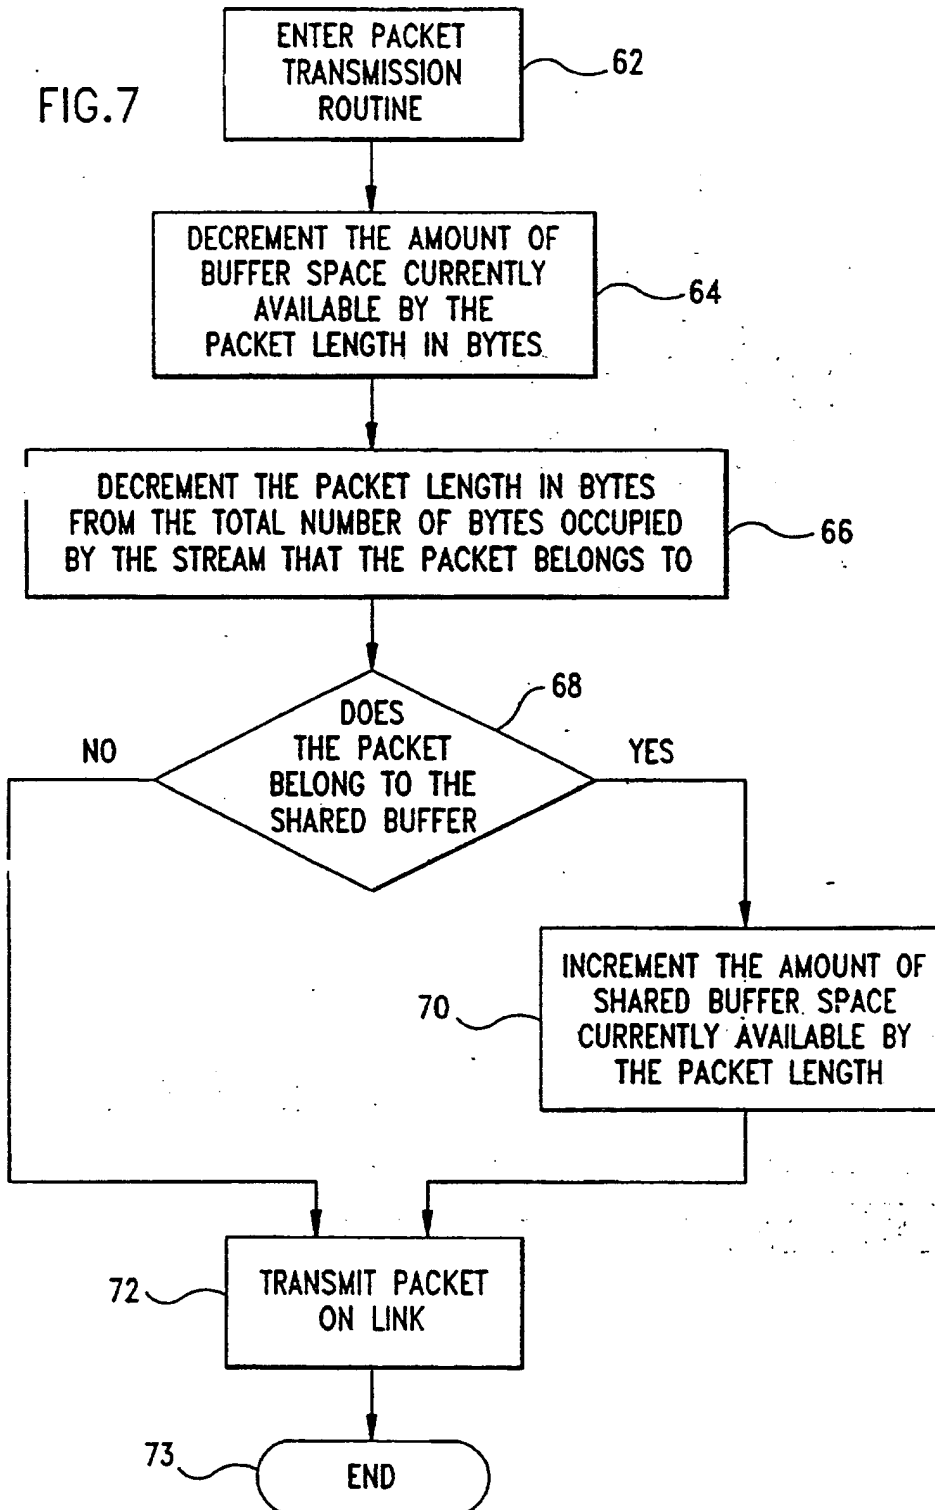 FIG.7
ENTER PACKET
TRANSMISSION
ROUTINE
62
DECREMENT THE AMOUNT OF
BUFFER SPACE CURRENTLY
AVAILABLE BY THE
PACKET LENGTH IN BYTES
64
DECREMENT THE PACKET LENGTH IN BYTES
FROM THE TOTAL NUMBER OF BYTES OCCUPIED
BY THE STREAM THAT THE PACKET BELONGS TO
66
DOES
THE PACKET
BELONG TO THE
SHARED BUFFER
68
NO
YES
INCREMENT THE AMOUNT OF
SHARED BUFFER SPACE
CURRENTLY AVAILABLE BY
THE PACKET LENGTH
70
TRANSMIT PACKET
ON LINK
72
END
73